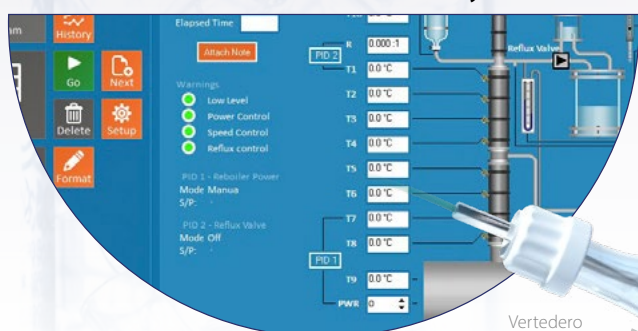 History
Go
Next
Delete
Setup
Format
Elapsed Time
Attach Note
Warnings
Low Level
Power Control
Speed Control
Reflux control
PID 1 - Reboiler Power
Mode Manua
S/P: -
PID 2 - Reflux Valve
Mode Off
S/P: -
R 0.000 :1
PID 2
T1 0.0 °C
T2 0.0 °C
T3 0.0 °C
T4 0.0 °C
T5 0.0 °C
T6 0.0 °C
T7 0.0 °C
T8 0.0 °C
PID 1
T9 0.0 °C
PWR 0
Reflux Valve
Vertedero